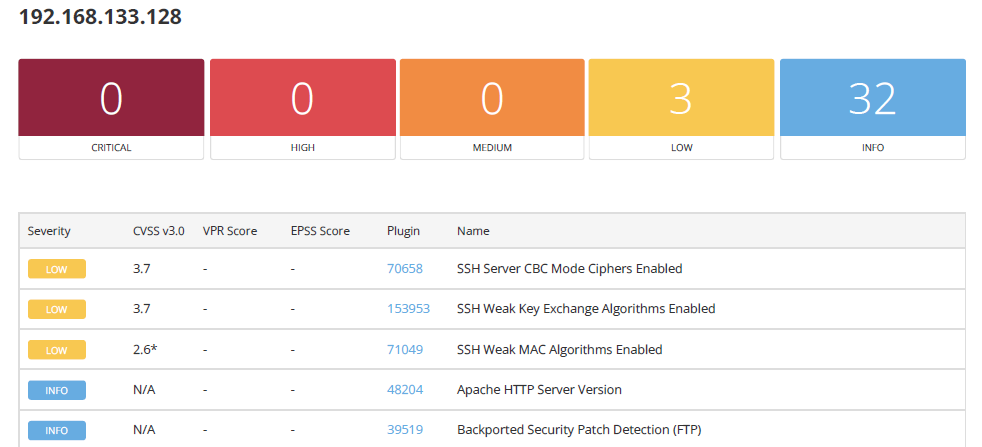 192.168.133.128
0 0 0 3 32
CRITICAL HIGH MEDIUM LOW INFO
Severity CVSS v3.0 VPR Score EPSS Score Plugin Name
LOW 3.7 - - 70658 SSH Server CBC Mode Ciphers Enabled
LOW 3.7 - - 153953 SSH Weak Key Exchange Algorithms Enabled
LOW 2.6* - - 71049 SSH Weak MAC Algorithms Enabled
INFO N/A - - 48204 Apache HTTP Server Version
INFO N/A - - 39519 Backported Security Patch Detection (FTP)